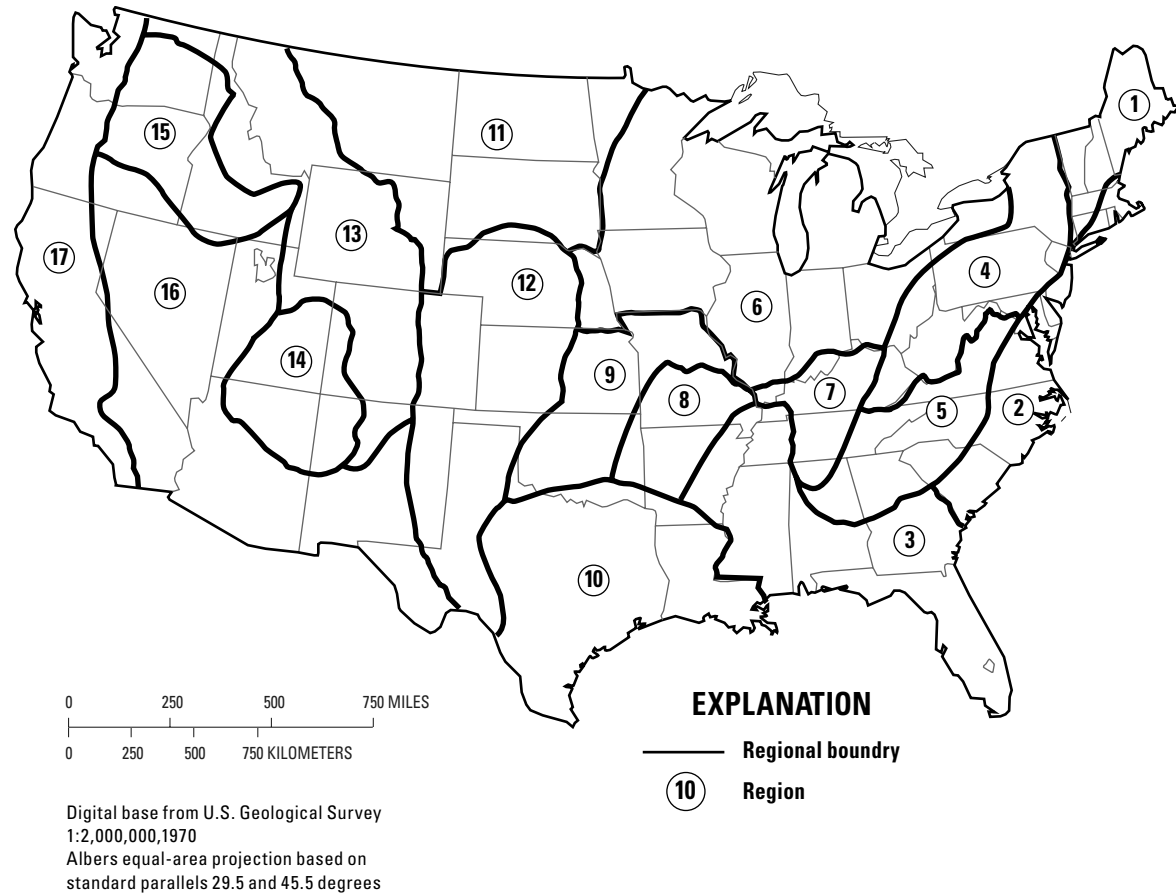 1
15
11
13
17
4
12
16
6
14
9
8
7
5
2
3
10
0 250 500 750 MILES
0 250 500 750 KILOMETERS
EXPLANATION
Regional boundry
10 Region
Digital base from U.S. Geological Survey
1:2,000,000,1970
Albers equal-area projection based on
standard parallels 29.5 and 45.5 degrees